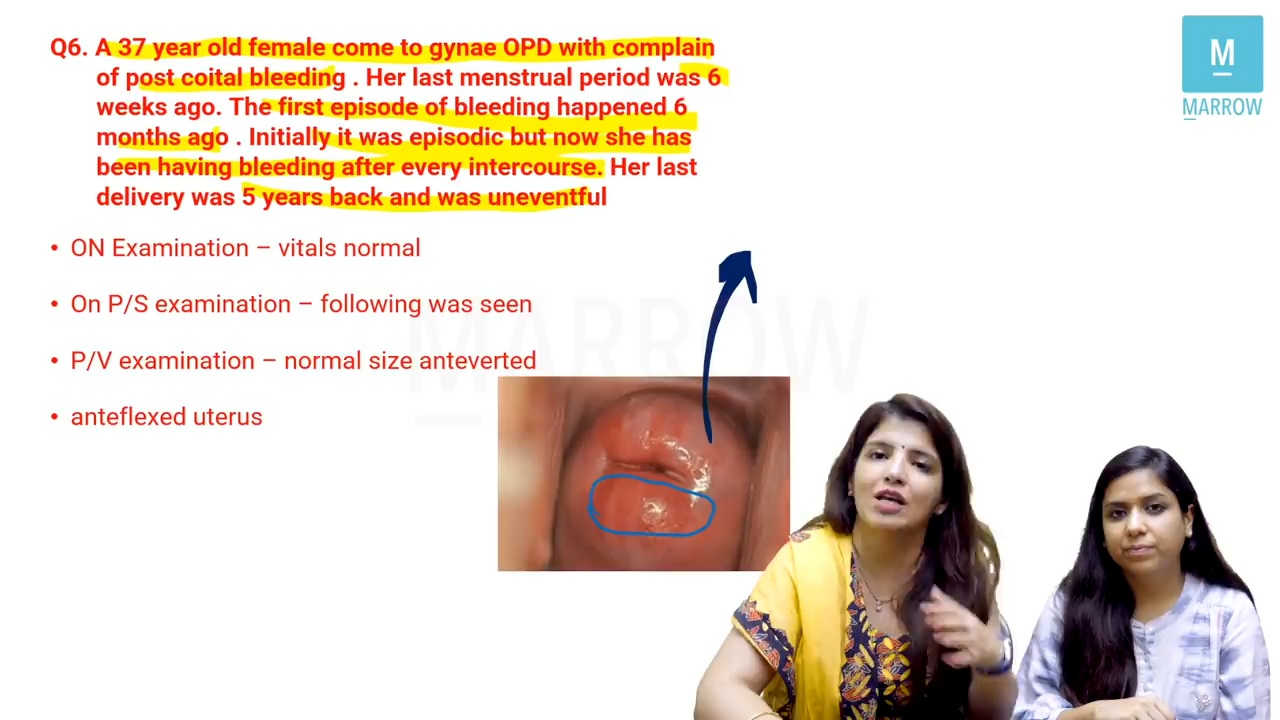 Q6. A 37 year old female come to gynae OPD with complain
of post coital bleeding . Her last menstrual period was 6
weeks ago. The first episode of bleeding happened 6
months ago . Initially it was episodic but now she has
been having bleeding after every intercourse. Her last
delivery was 5 years back and was uneventful
• ON Examination – vitals normal
• On P/S examination – following was seen
• P/V examination – normal size anteverted
• anteflexed uterus
M
MARROW
MARROW